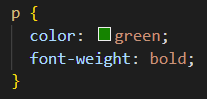 p {
  color: green;
  font-weight: bold;
}